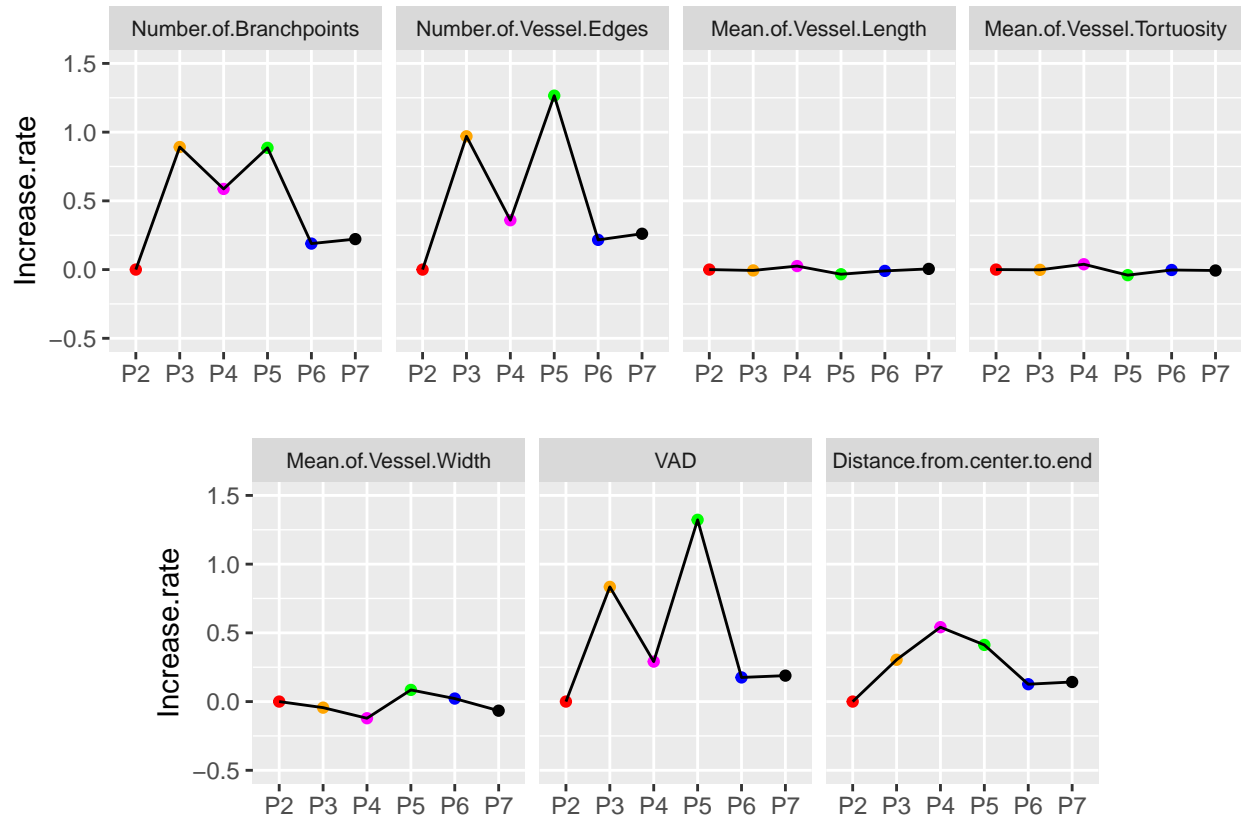 Number.of.Branchpoints Number.of.Vessel.Edges Mean.of.Vessel.Length Mean.of.Vessel.Tortuosity
Increase.rate
1.5
1.0
0.5
0.0
−0.5
P2 P3 P4 P5 P6 P7 P2 P3 P4 P5 P6 P7 P2 P3 P4 P5 P6 P7 P2 P3 P4 P5 P6 P7
Mean.of.Vessel.Width VAD Distance.from.center.to.end
Increase.rate
1.5
1.0
0.5
0.0
−0.5
P2 P3 P4 P5 P6 P7 P2 P3 P4 P5 P6 P7 P2 P3 P4 P5 P6 P7